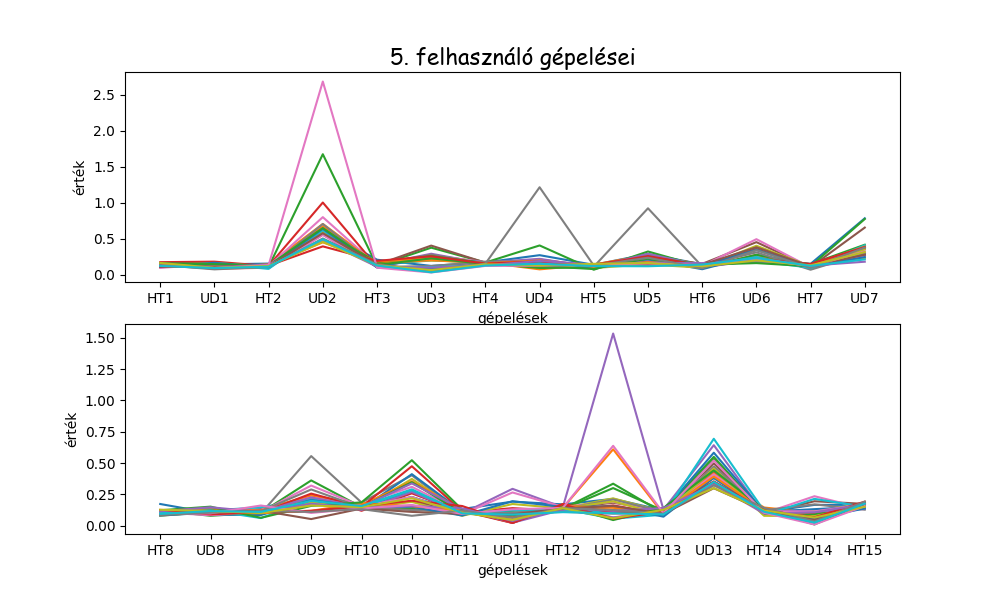 5. felhasználó gépelései
érték
2.5
2.0
1.5
1.0
0.5
0.0
HT1 UD1 HT2 UD2 HT3 UD3 HT4 UD4 HT5 UD5 HT6 UD6 HT7 UD7
gépelések
érték
1.50
1.25
1.00
0.75
0.50
0.25
0.00
HT8 UD8 HT9 UD9 HT10 UD10 HT11 UD11 HT12 UD12 HT13 UD13 HT14 UD14 HT15
gépelések